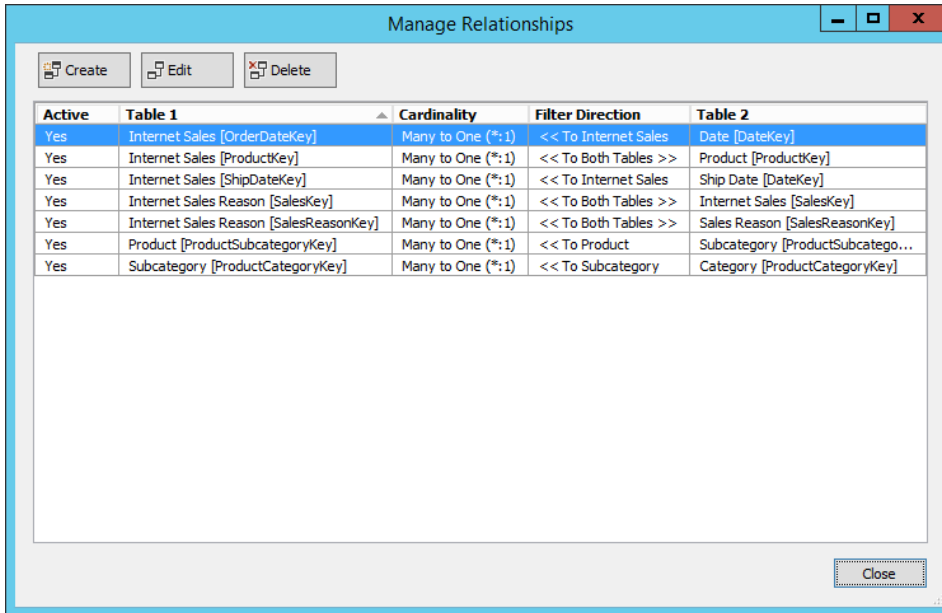 Manage Relationships
Create Edit Delete
Active Table 1 Cardinality Filter Direction Table 2
Yes Internet Sales [OrderDateKey] Many to One (*:1) << To Internet Sales Date [DateKey]
Yes Internet Sales [ProductKey] Many to One (*:1) << To Both Tables >> Product [ProductKey]
Yes Internet Sales [ShipDateKey] Many to One (*:1) << To Internet Sales Ship Date [DateKey]
Yes Internet Sales Reason [SalesKey] Many to One (*:1) << To Both Tables >> Internet Sales [SalesKey]
Yes Internet Sales Reason [SalesReasonKey] Many to One (*:1) << To Both Tables >> Sales Reason [SalesReasonKey]
Yes Product [ProductSubcategoryKey] Many to One (*:1) << To Product Subcategory [ProductSubcatego...
Yes Subcategory [ProductCategoryKey] Many to One (*:1) << To Subcategory Category [ProductCategoryKey]
Close